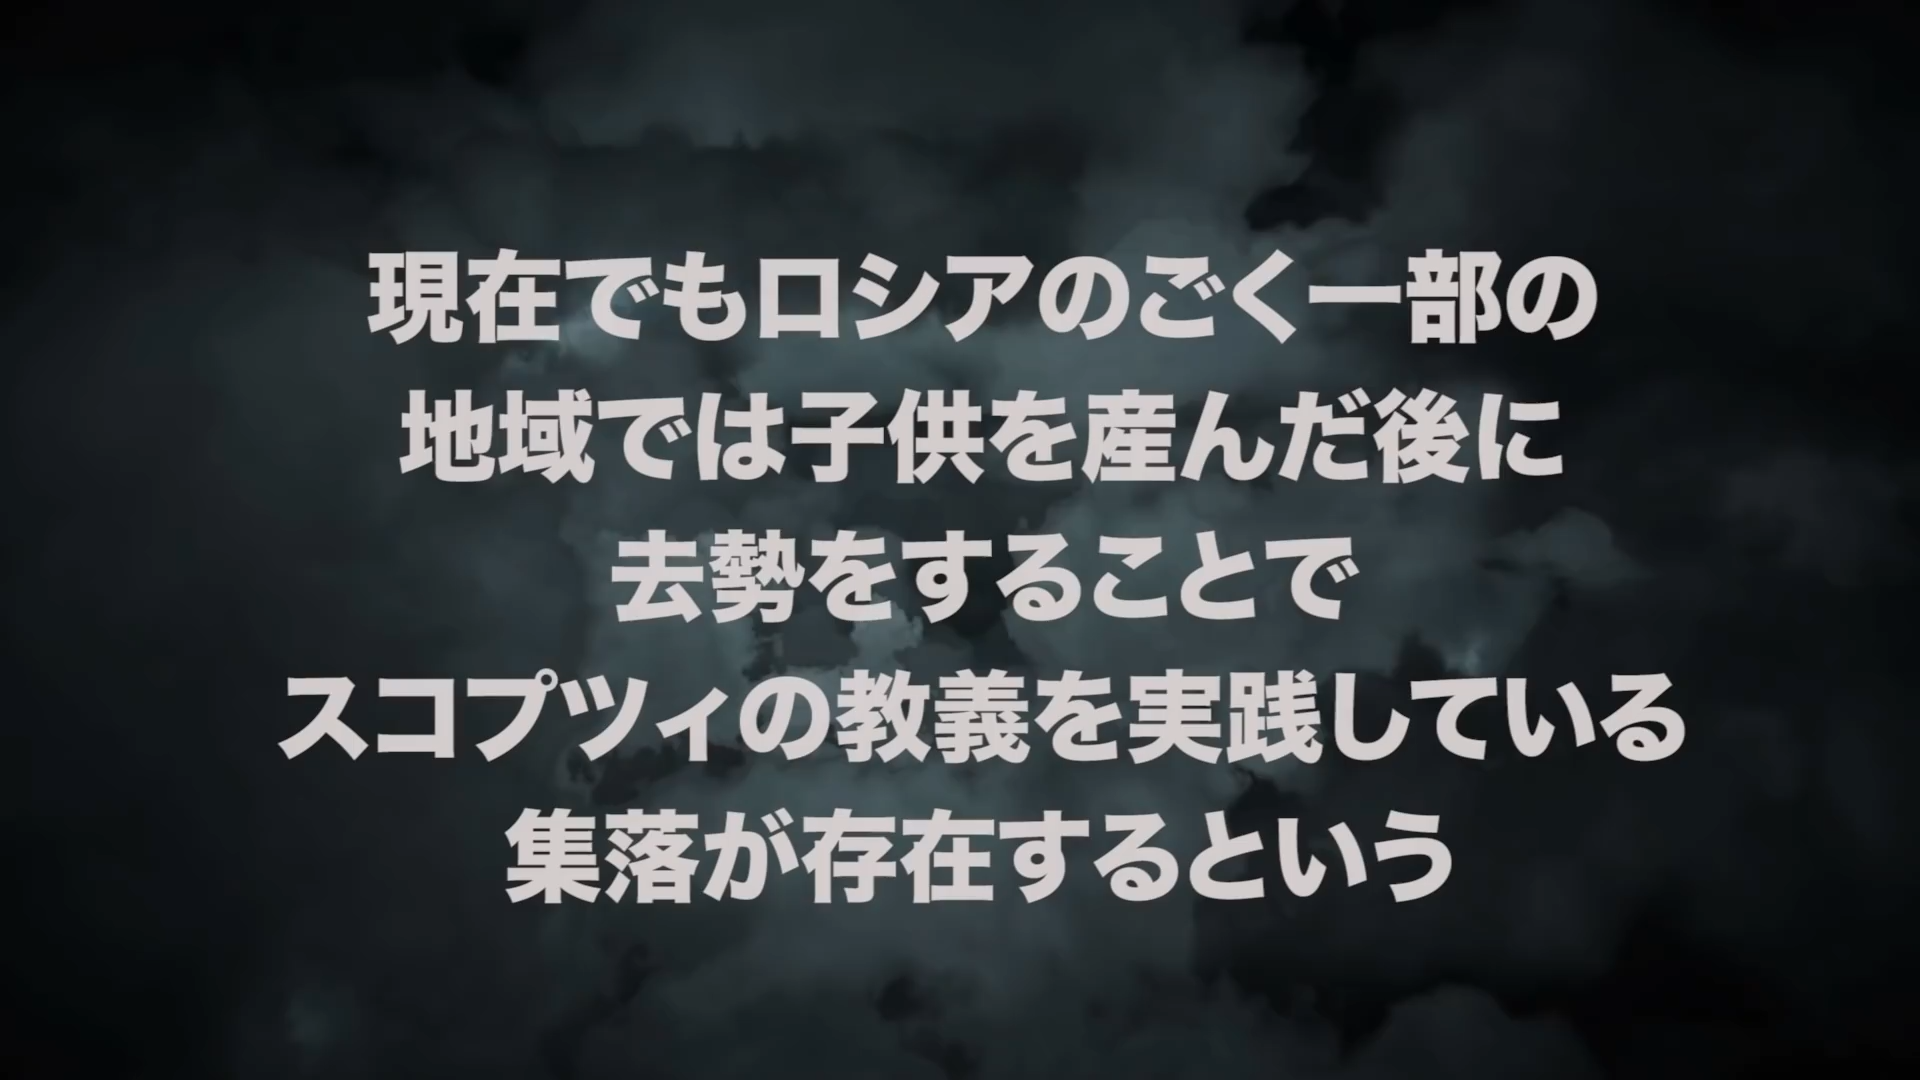 現在でもロシアのごく一部の
地域では子供を産んだ後に
去勢をすることで
スコプツィの教義を実践している
集落が存在するという